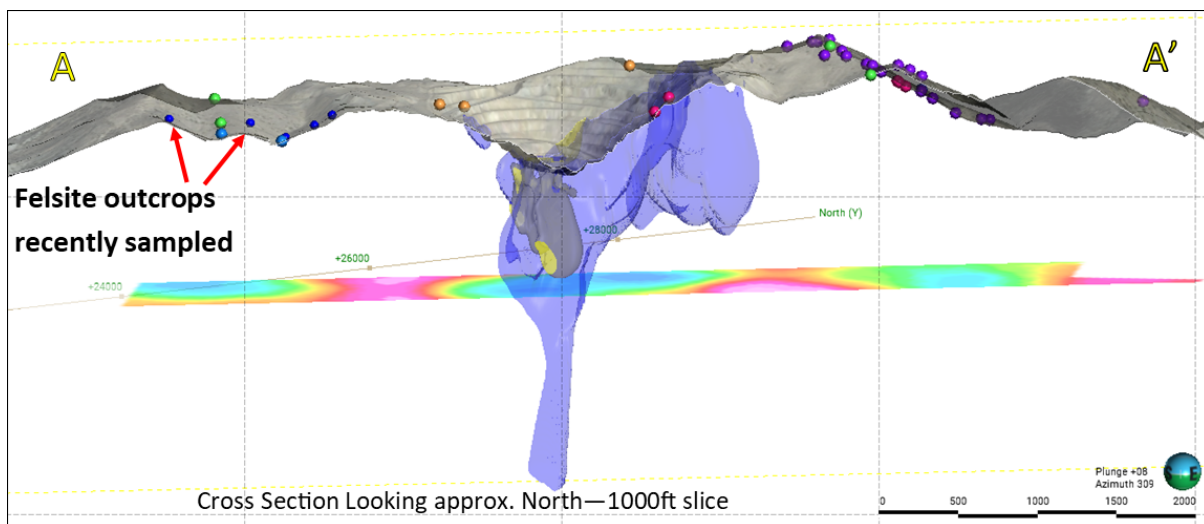 A
A’
Felsite outcrops
recently sampled
North (Y)
+28000
+26000
+24000
Plunge +08
Azimuth 309
S E
Cross Section Looking approx. North—1000ft slice
0 500 1000 1500 2000